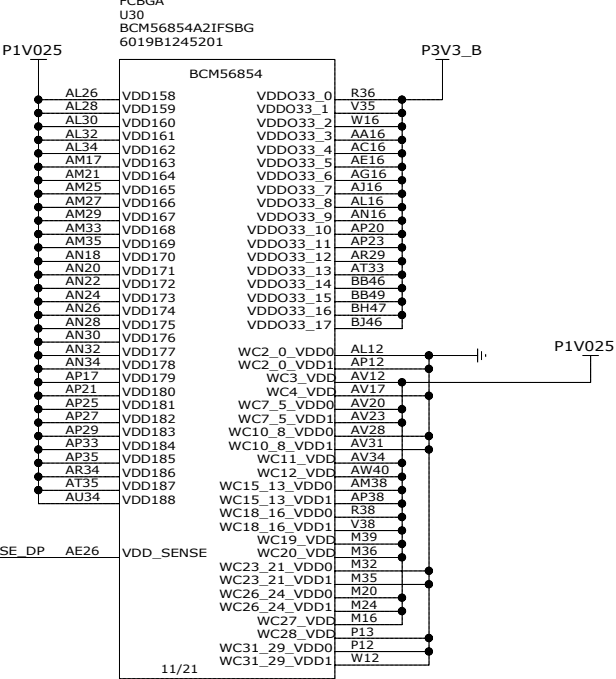 FCBGA
U30
BCM56854A2IFSBG
6019B1245201
P1V025
P3V3_B
BCM56854
AL26 VDD158 VDDO33_0 R36
AL28 VDD159 VDDO33_1 V35
AL30 VDD160 VDDO33_2 W16
AL32 VDD161 VDDO33_3 AA16
AL34 VDD162 VDDO33_4 AC16
AM17 VDD163 VDDO33_5 AE16
AM21 VDD164 VDDO33_6 AG16
AM25 VDD165 VDDO33_7 AJ16
AM27 VDD166 VDDO33_8 AL16
AM29 VDD167 VDDO33_9 AN16
AM33 VDD168 VDDO33_10 AP20
AM35 VDD169 VDDO33_11 AP23
AN18 VDD170 VDDO33_12 AR29
AN20 VDD171 VDDO33_13 AT33
AN22 VDD172 VDDO33_14 BB46
AN24 VDD173 VDDO33_15 BB49
AN26 VDD174 VDDO33_16 BH47
AN28 VDD175 VDDO33_17 BJ46
AN30 VDD176
AN32 VDD177 WC2_0_VDD0 AL12
P1V025
AN34 VDD178 WC2_0_VDD1 AP12
AP17 VDD179 WC3_VDD AV12
AP21 VDD180 WC4_VDD AV17
AP25 VDD181 WC7_5_VDD0 AV20
AP27 VDD182 WC7_5_VDD1 AV23
AP29 VDD183 WC10_8_VDD0 AV28
AP33 VDD184 WC10_8_VDD1 AV31
AP35 VDD185 WC11_VDD AV34
AR34 VDD186 WC12_VDD AW40
AT35 VDD187 WC15_13_VDD0 AM38
AU34 VDD188 WC15_13_VDD1 AP38
WC18_16_VDD0 R38
WC18_16_VDD1 V38
WC19_VDD M39
SE_DP AE26 VDD_SENSE WC20_VDD M36
WC23_21_VDD0 M32
WC23_21_VDD1 M35
WC26_24_VDD0 M20
WC26_24_VDD1 M24
WC27_VDD M16
WC28_VDD P13
WC31_29_VDD0 P12
WC31_29_VDD1 W12
11/21